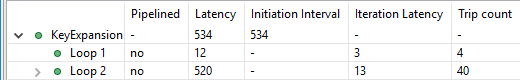 Pipelined Latency Initiation Interval Iteration Latency Trip count
KeyExpansion - 534 534 - -
Loop 1 no 12 - 3 4
Loop 2 no 520 - 13 40